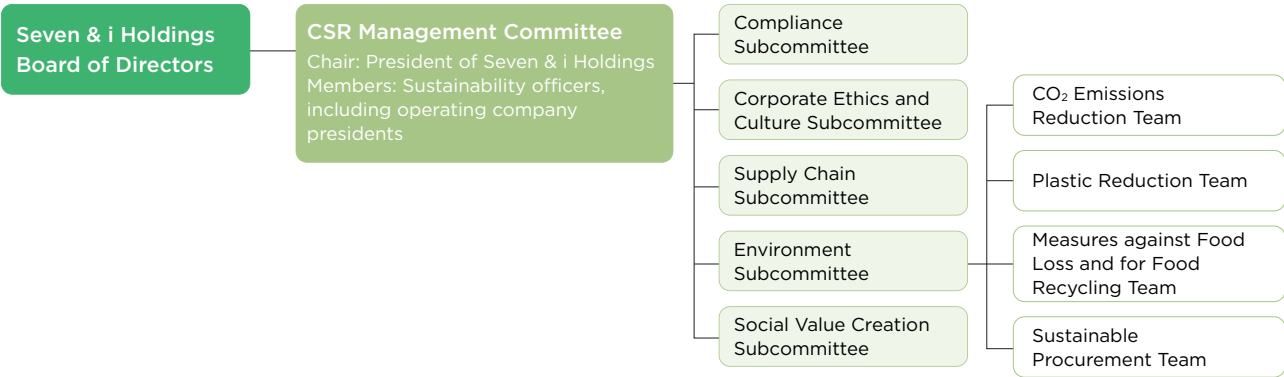 Seven & i Holdings
Board of Directors
CSR Management Committee
Chair: President of Seven & i Holdings
Members: Sustainability officers,
including operating company
presidents
Compliance
Subcommittee
Corporate Ethics and
Culture Subcommittee
Supply Chain
Subcommittee
Environment
Subcommittee
Social Value Creation
Subcommittee
CO₂ Emissions
Reduction Team
Plastic Reduction Team
Measures against Food
Loss and for Food
Recycling Team
Sustainable
Procurement Team